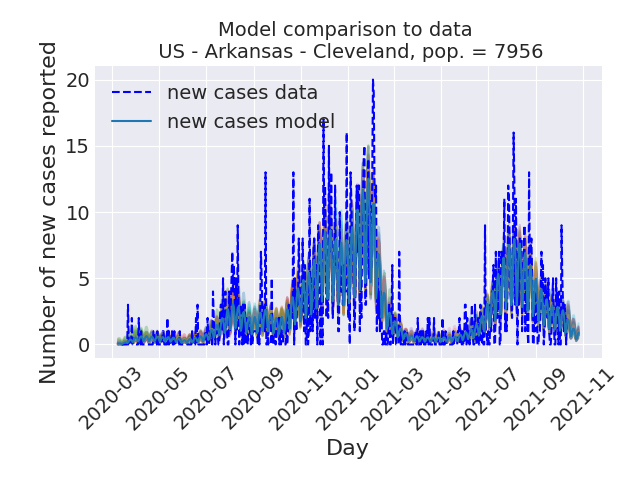 Model comparison to data
US - Arkansas - Cleveland, pop. = 7956
Number of new cases reported
20
15
10
5
0
new cases data
new cases model
2020-03
2020-05
2020-07
2020-09
2020-11
2021-01
2021-03
2021-05
2021-07
2021-09
2021-11
Day